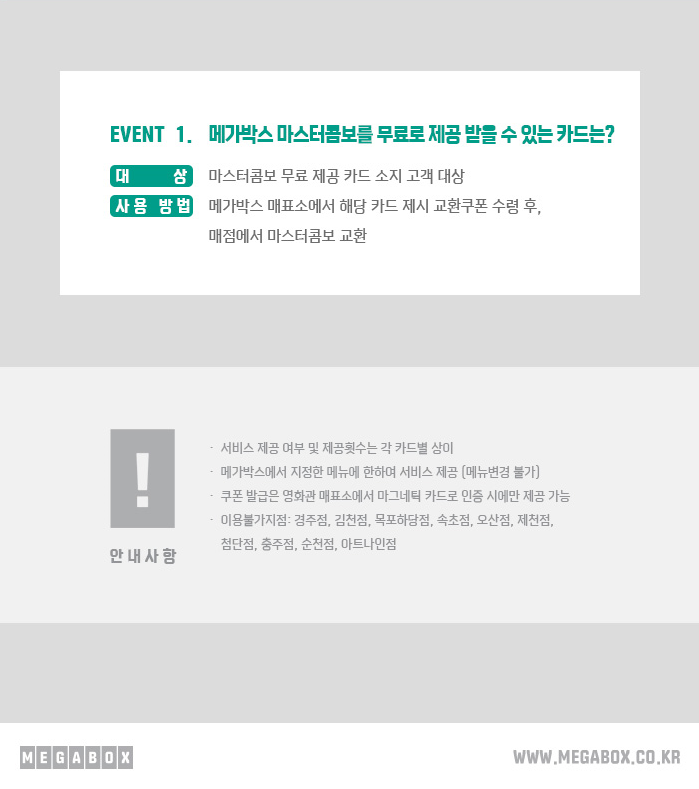 EVENT 1. 메가박스 마스터콤보를 무료로 제공 받을 수 있는 카드는?
대 상 마스터콤보 무료 제공 카드 소지 고객 대상
사용 방법 메가박스 매표소에서 해당 카드 제시 교환쿠폰 수령 후,
매점에서 마스터콤보 교환
!
안내사항
- 서비스 제공 여부 및 제공횟수는 각 카드별 상이
- 메가박스에서 지정한 메뉴에 한하여 서비스 제공 (메뉴변경 불가)
- 쿠폰 발급은 영화관 매표소에서 마그네틱 카드로 인증 시에만 제공 가능
- 이용불가지점: 경주점, 김천점, 목포하당점, 속초점, 오산점, 제천점,
첨단점, 충주점, 순천점, 아트나인점
MEGABOX
WWW.MEGABOX.CO.KR